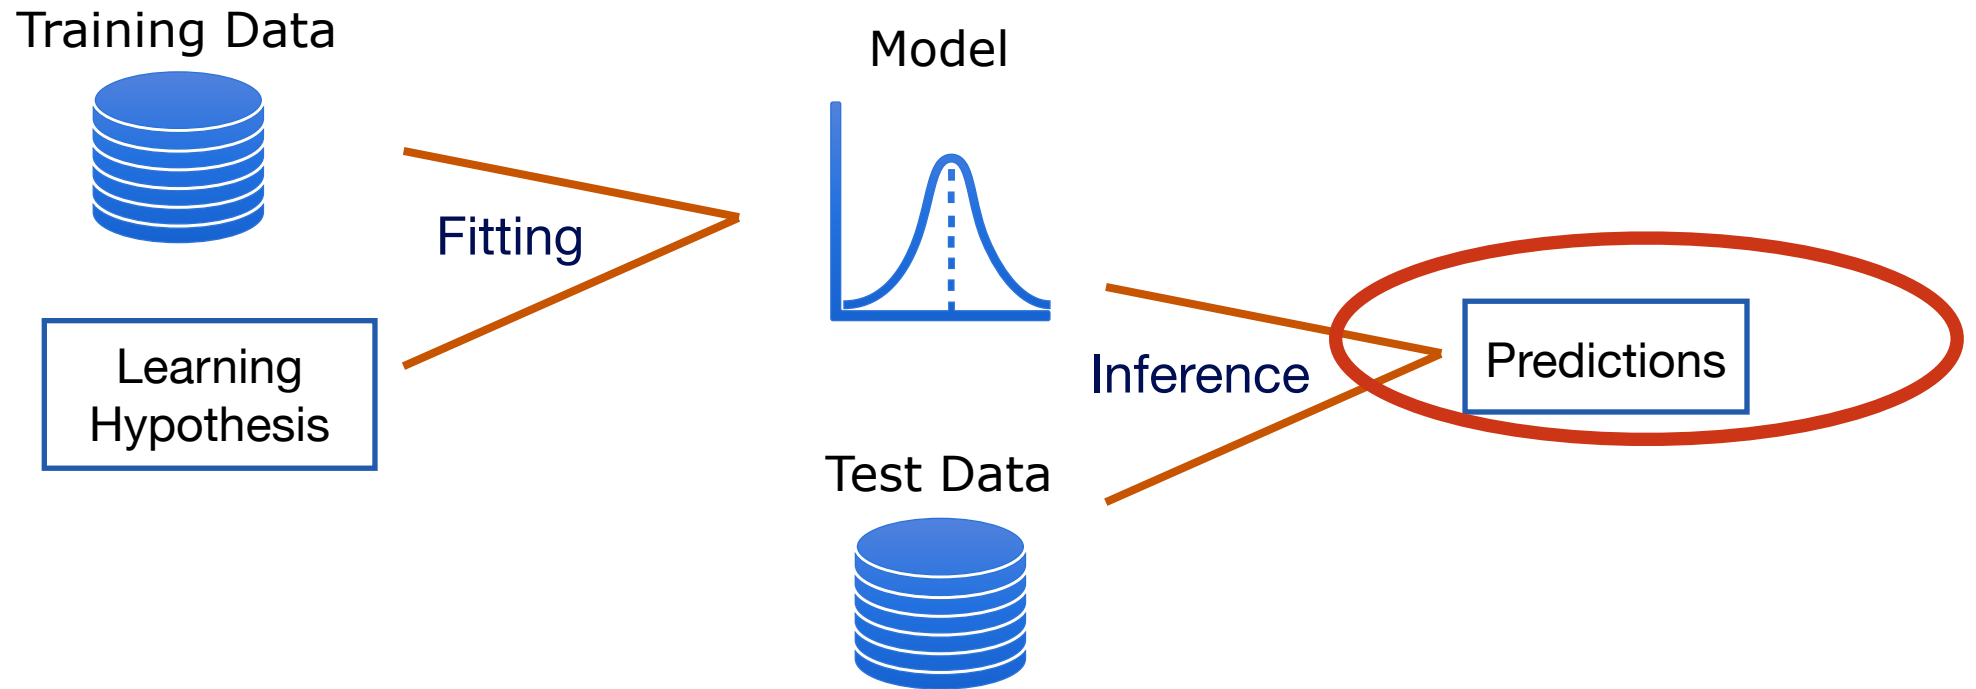 Training Data
Model
Fitting
Learning
Hypothesis
Inference
Predictions
Test Data